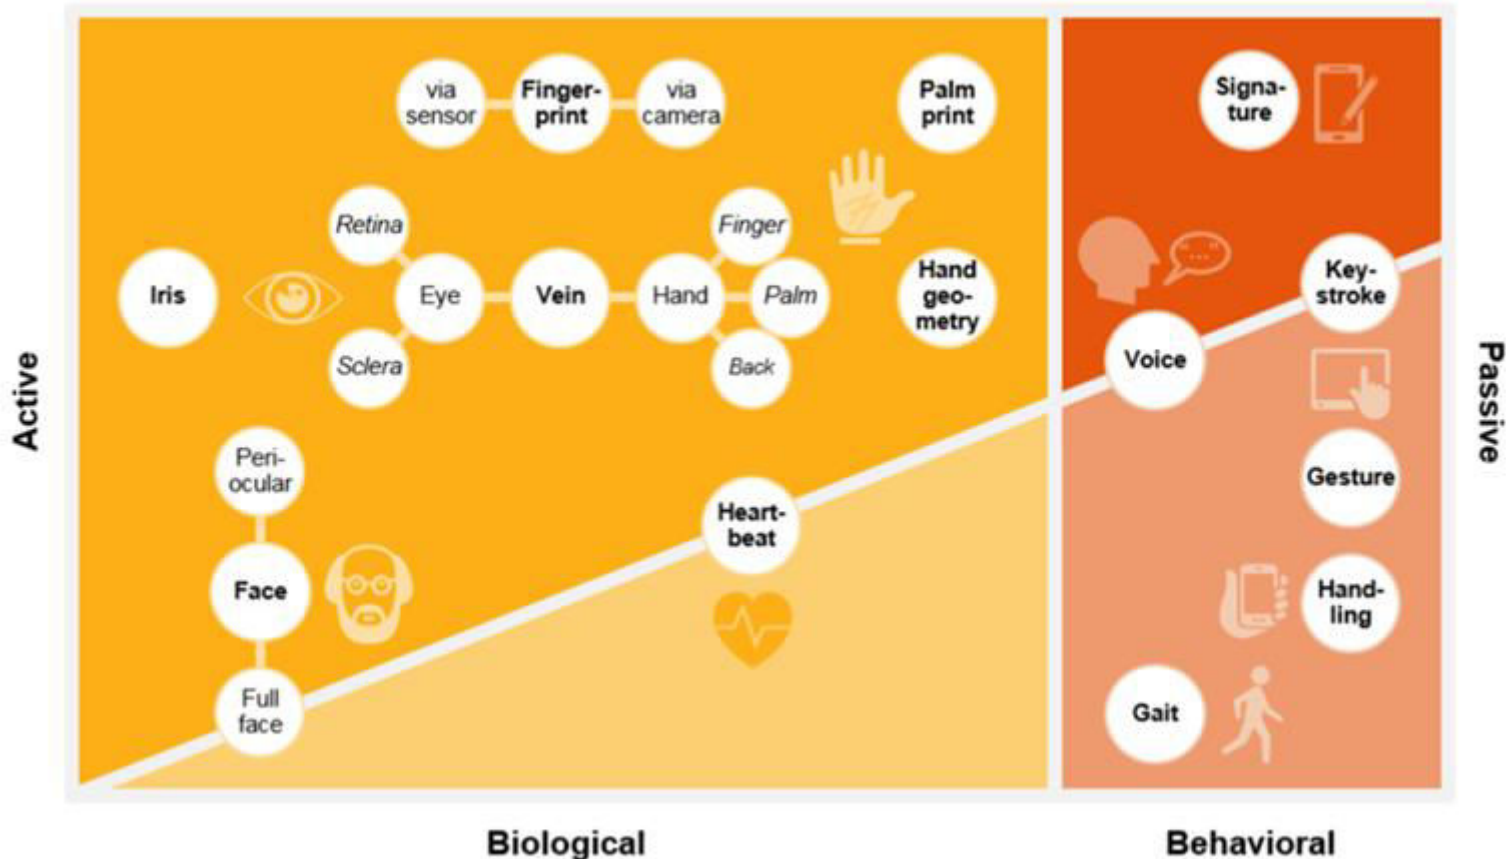 via
sensor
Finger-
print
via
camera
Palm
print
Signa-
ture
Retina
Finger
Iris
Eye
Vein
Hand
Palm
Hand
geo-
metry
"..."
...
Key-
stroke
Sclera
Back
Voice
Active
Passive
Peri-
ocular
Gesture
Heart-
beat
Face
Hand-
ling
Full
face
Gait
Biological
Behavioral